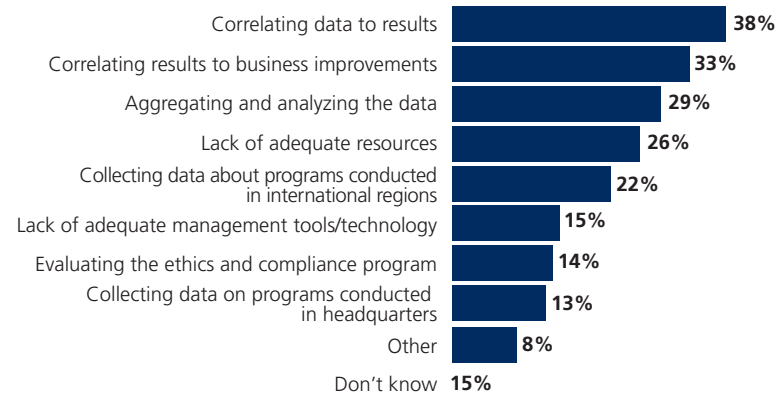 Correlating data to results 38%
Correlating results to business improvements 33%
Aggregating and analyzing the data 29%
Lack of adequate resources 26%
Collecting data about programs conducted
in international regions 22%
Lack of adequate management tools/technology 15%
Evaluating the ethics and compliance program 14%
Collecting data on programs conducted
in headquarters 13%
Other 8%
Don’t know 15%